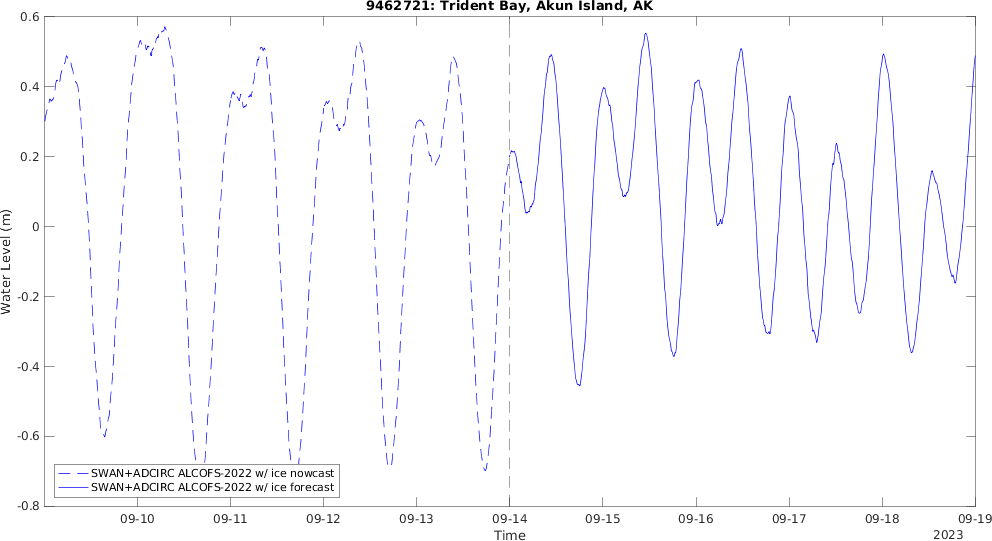 9462721: Trident Bay, Akun Island, AK
Water Level (m)
0.6
0.4
0.2
0
-0.2
-0.4
-0.6
-0.8
SWAN+ADCIRC ALCOFS-2022 w/ ice nowcast
SWAN+ADCIRC ALCOFS-2022 w/ ice forecast
09-10 09-11 09-12 09-13 09-14 09-15 09-16 09-17 09-18 09-19
Time
2023